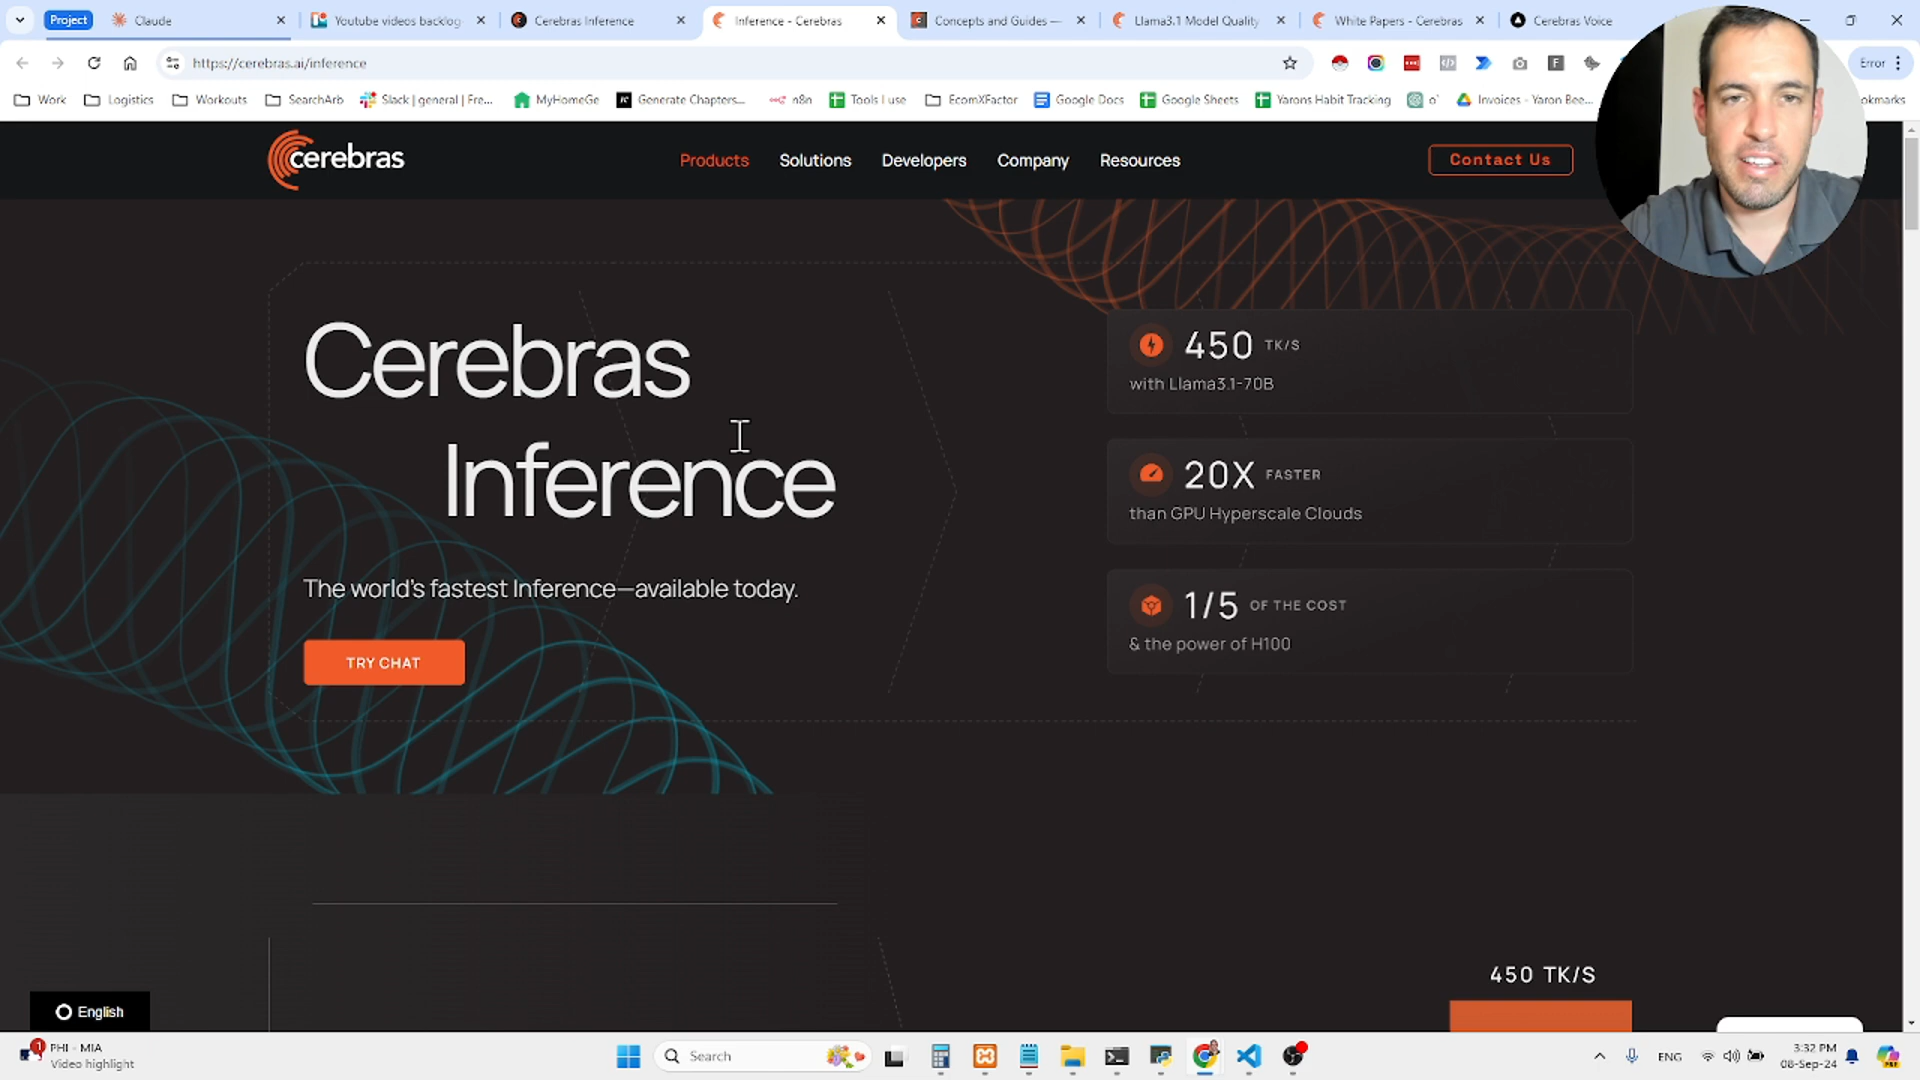 Project
Claude
Youtube videos backlog
Cerebras Inference
Inference - Cerebras
Concepts and Guides —
Llama3.1 Model Quality
White Papers - Cerebras
Cerebras Voice
https://cerebras.ai/inference
Error
Work
Logistics
Workouts
SearchArb
Slack | general | Fre...
MyHomeGe
Generate Chapters...
n8n
Tools I use
EcomXFactor
Google Docs
Google Sheets
Yarons Habit Tracking
o'
Invoices - Yaron Bee...
okmarks
cerebras
Products
Solutions
Developers
Company
Resources
Contact Us
Cerebras
Inference
The world's fastest Inference—available today.
TRY CHAT
450 TK/S
with Llama3.1-70B
20X FASTER
than GPU Hyperscale Clouds
1/5 OF THE COST
& the power of H100
450 TK/S
English
1
PHI - MIA
Video highlight
Search
ENG
3:32 PM
08-Sep-24